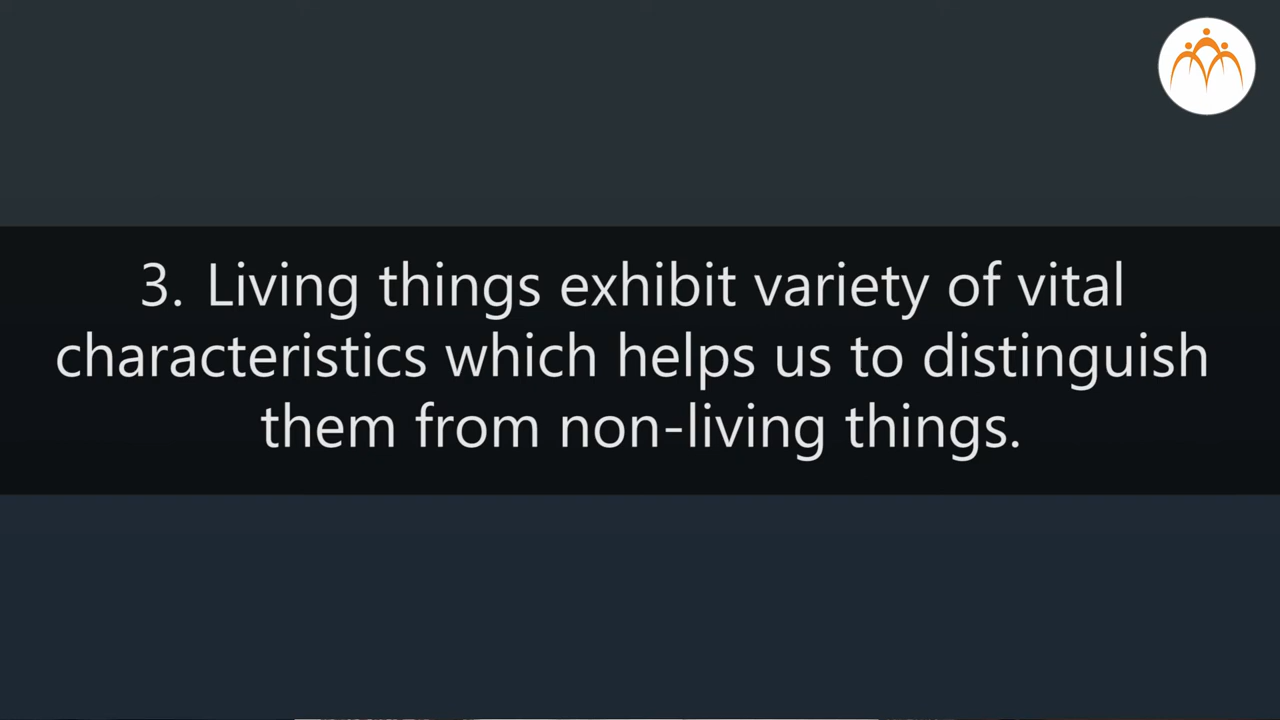 3. Living things exhibit variety of vital
characteristics which helps us to distinguish
them from non-living things.